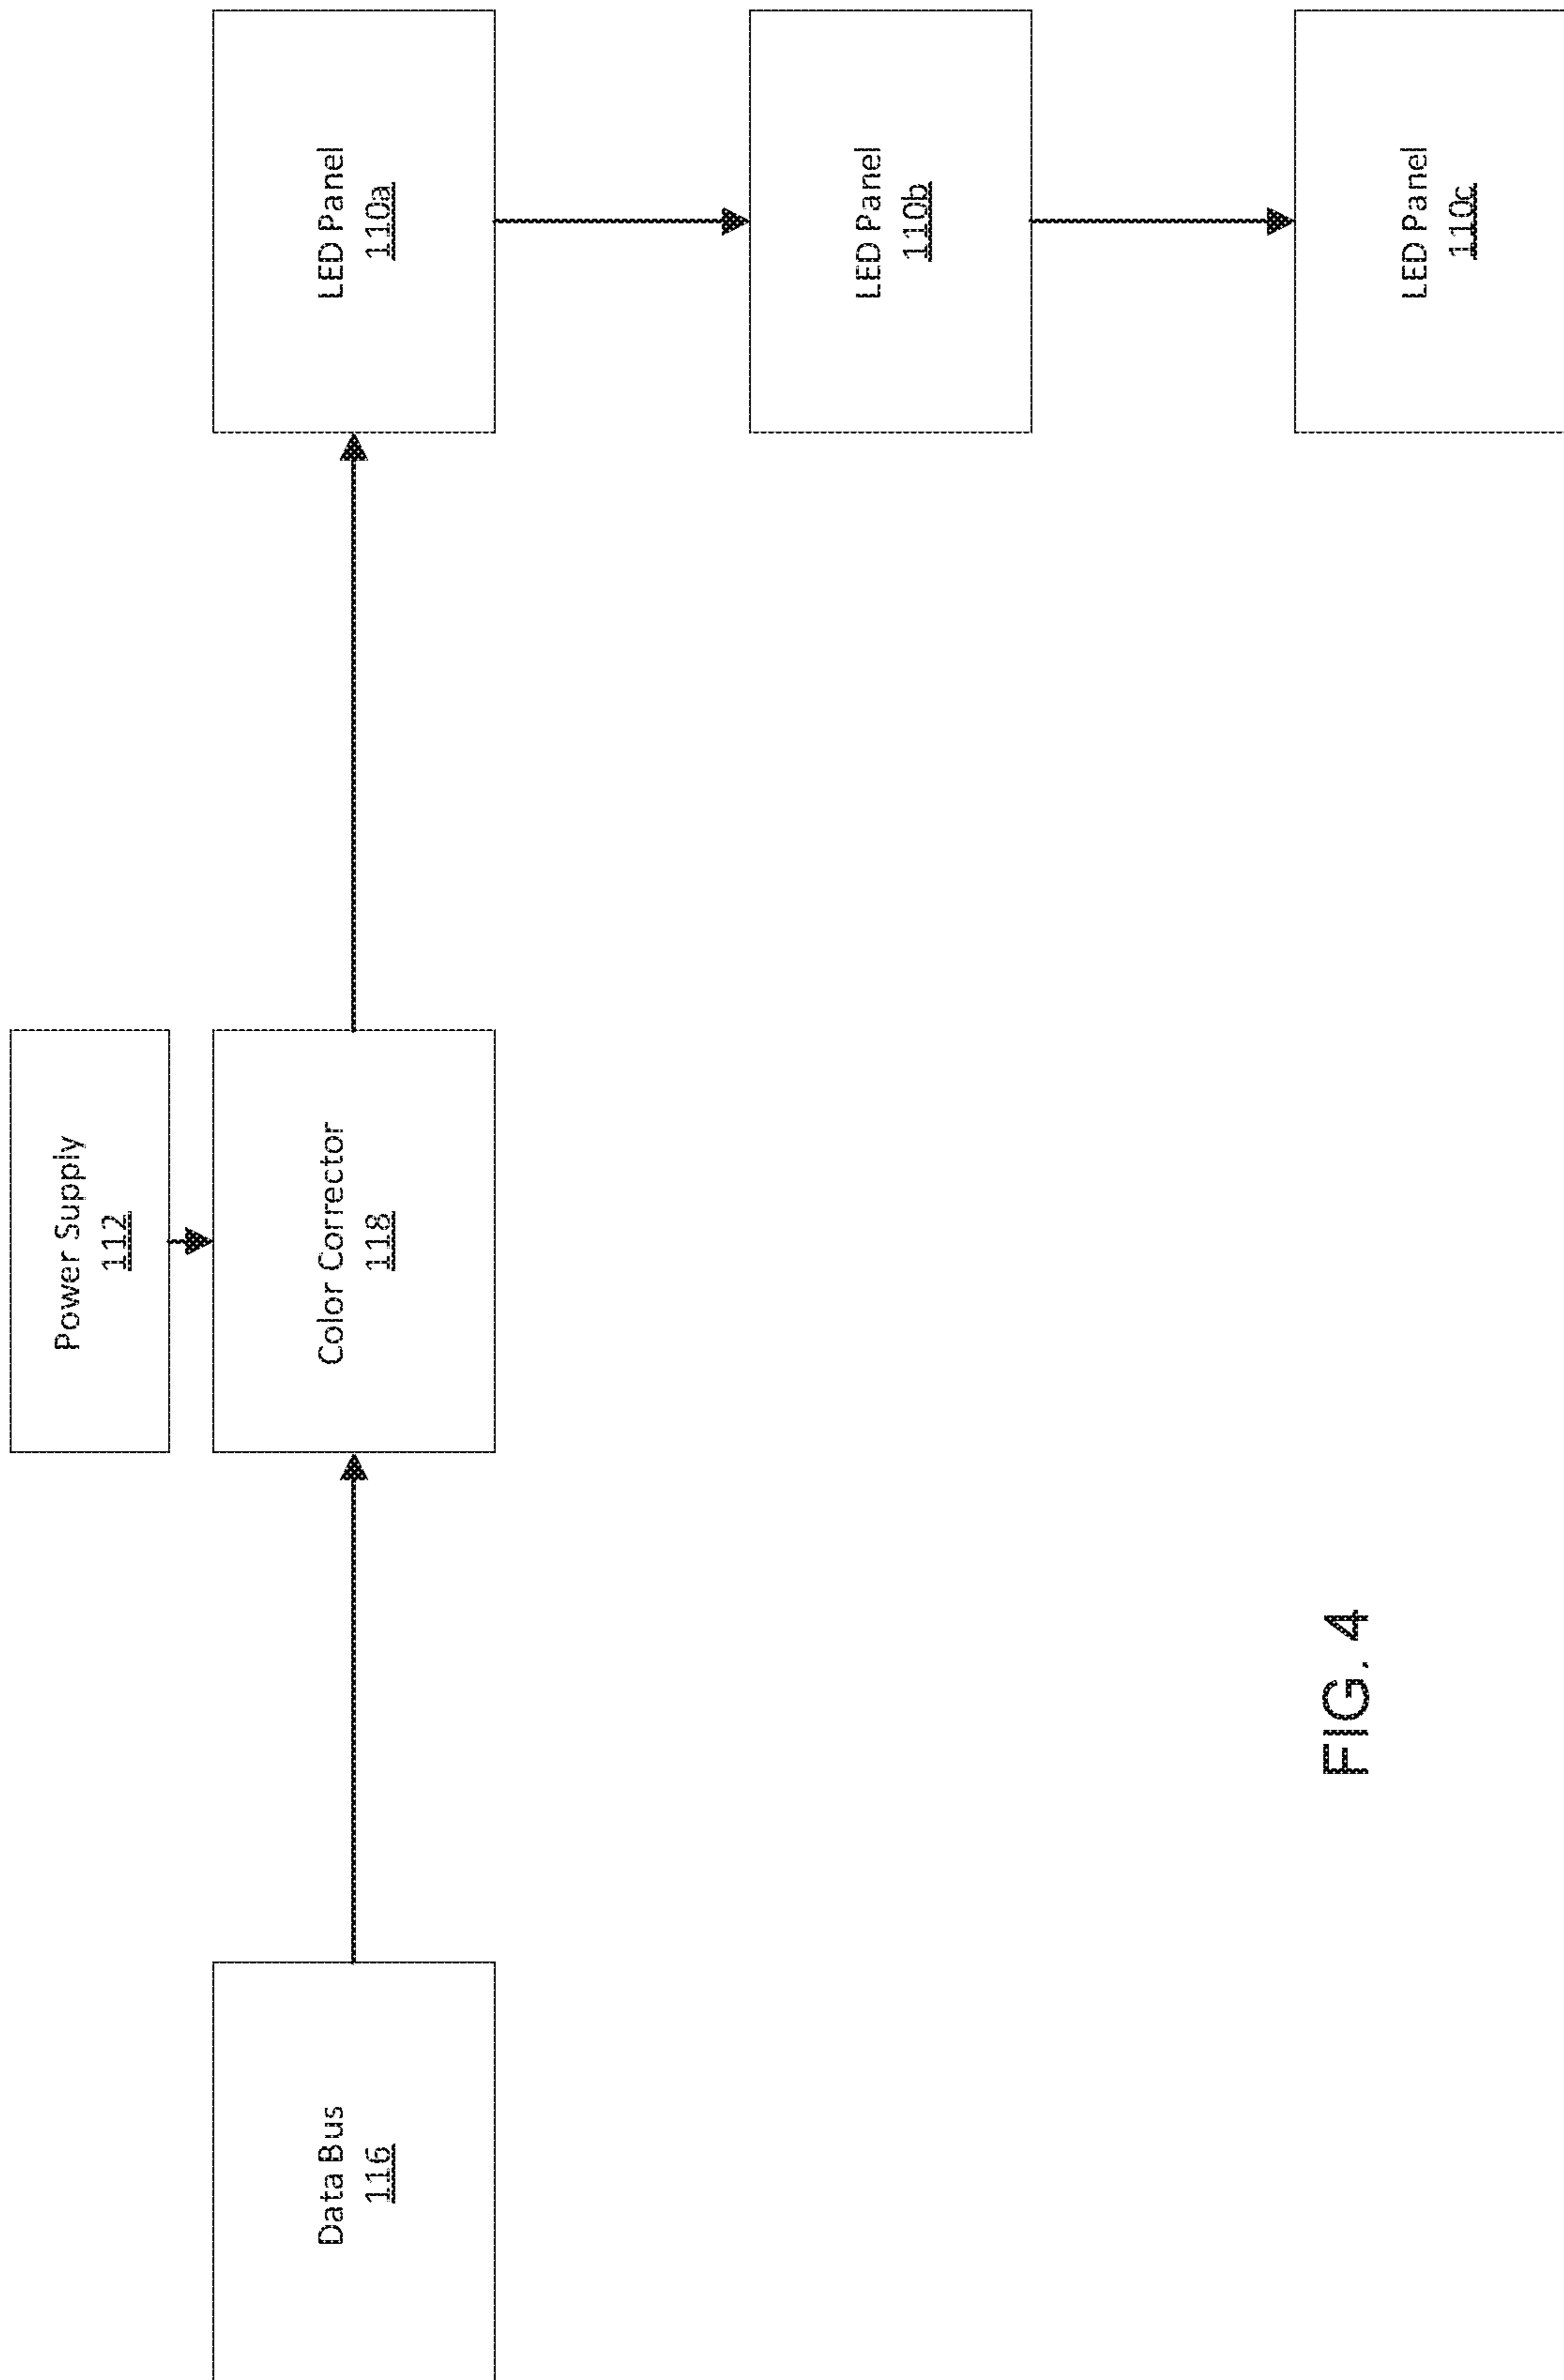 Power Supply
112
Data Bus
116
Color Corrector
118
LED Panel
110a
LED Panel
110b
LED Panel
110c
FIG. 4